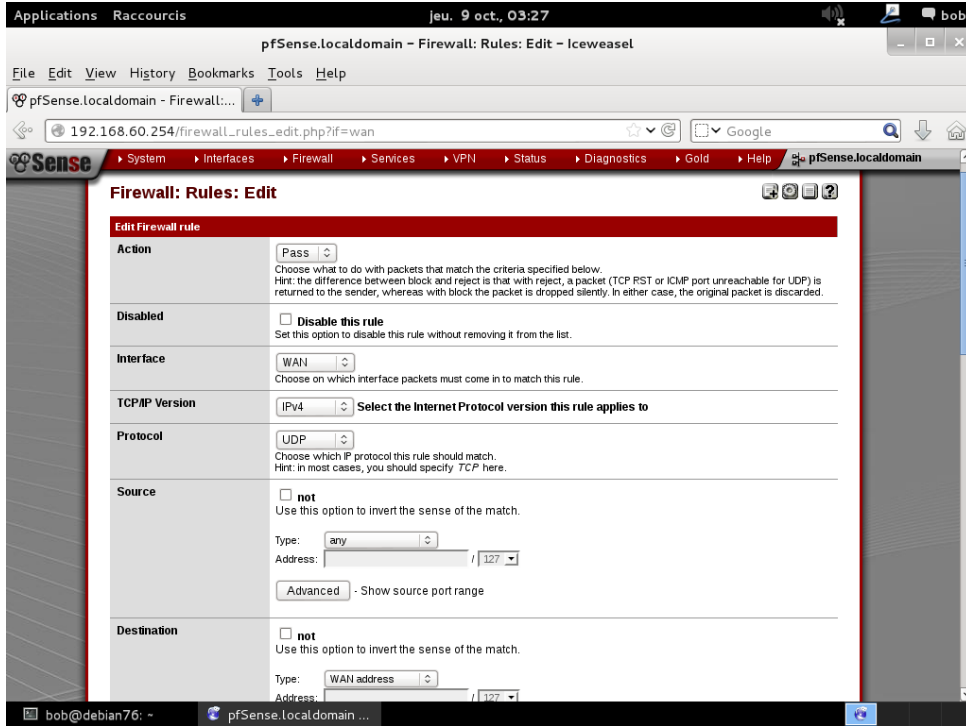 Applications Raccourcis jeu. 9 oct., 03:27 bob
pfSense.localdomain - Firewall: Rules: Edit - Iceweasel
File Edit View History Bookmarks Tools Help
pfSense.localdomain - Firewall:...
192.168.60.254/firewall_rules_edit.php?if=wan Google
Sense System Interfaces Firewall Services VPN Status Diagnostics Gold Help pfSense.localdomain
Firewall: Rules: Edit
Edit Firewall rule
Action Pass
Choose what to do with packets that match the criteria specified below.
Hint: the difference between block and reject is that with reject, a packet (TCP RST or ICMP port unreachable for UDP) is
returned to the sender, whereas with block the packet is dropped silently. In either case, the original packet is discarded.
Disabled Disable this rule
Set this option to disable this rule without removing it from the list.
Interface WAN
Choose on which interface packets must come in to match this rule.
TCP/IP Version IPv4 Select the Internet Protocol version this rule applies to
Protocol UDP
Choose which IP protocol this rule should match.
Hint: in most cases, you should specify TCP here.
Source not
Use this option to invert the sense of the match.
Type: any
Address: / 127
Advanced - Show source port range
Destination not
Use this option to invert the sense of the match.
Type: WAN address
Address: / 127
bob@debian76: ~ pfSense.localdomain ...